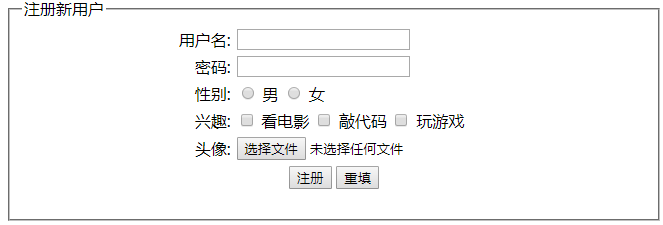 注册新用户
用户名:
密码:
性别: 男 女
兴趣: 看电影 敲代码 玩游戏
头像: 选择文件 未选择任何文件
注册 重填